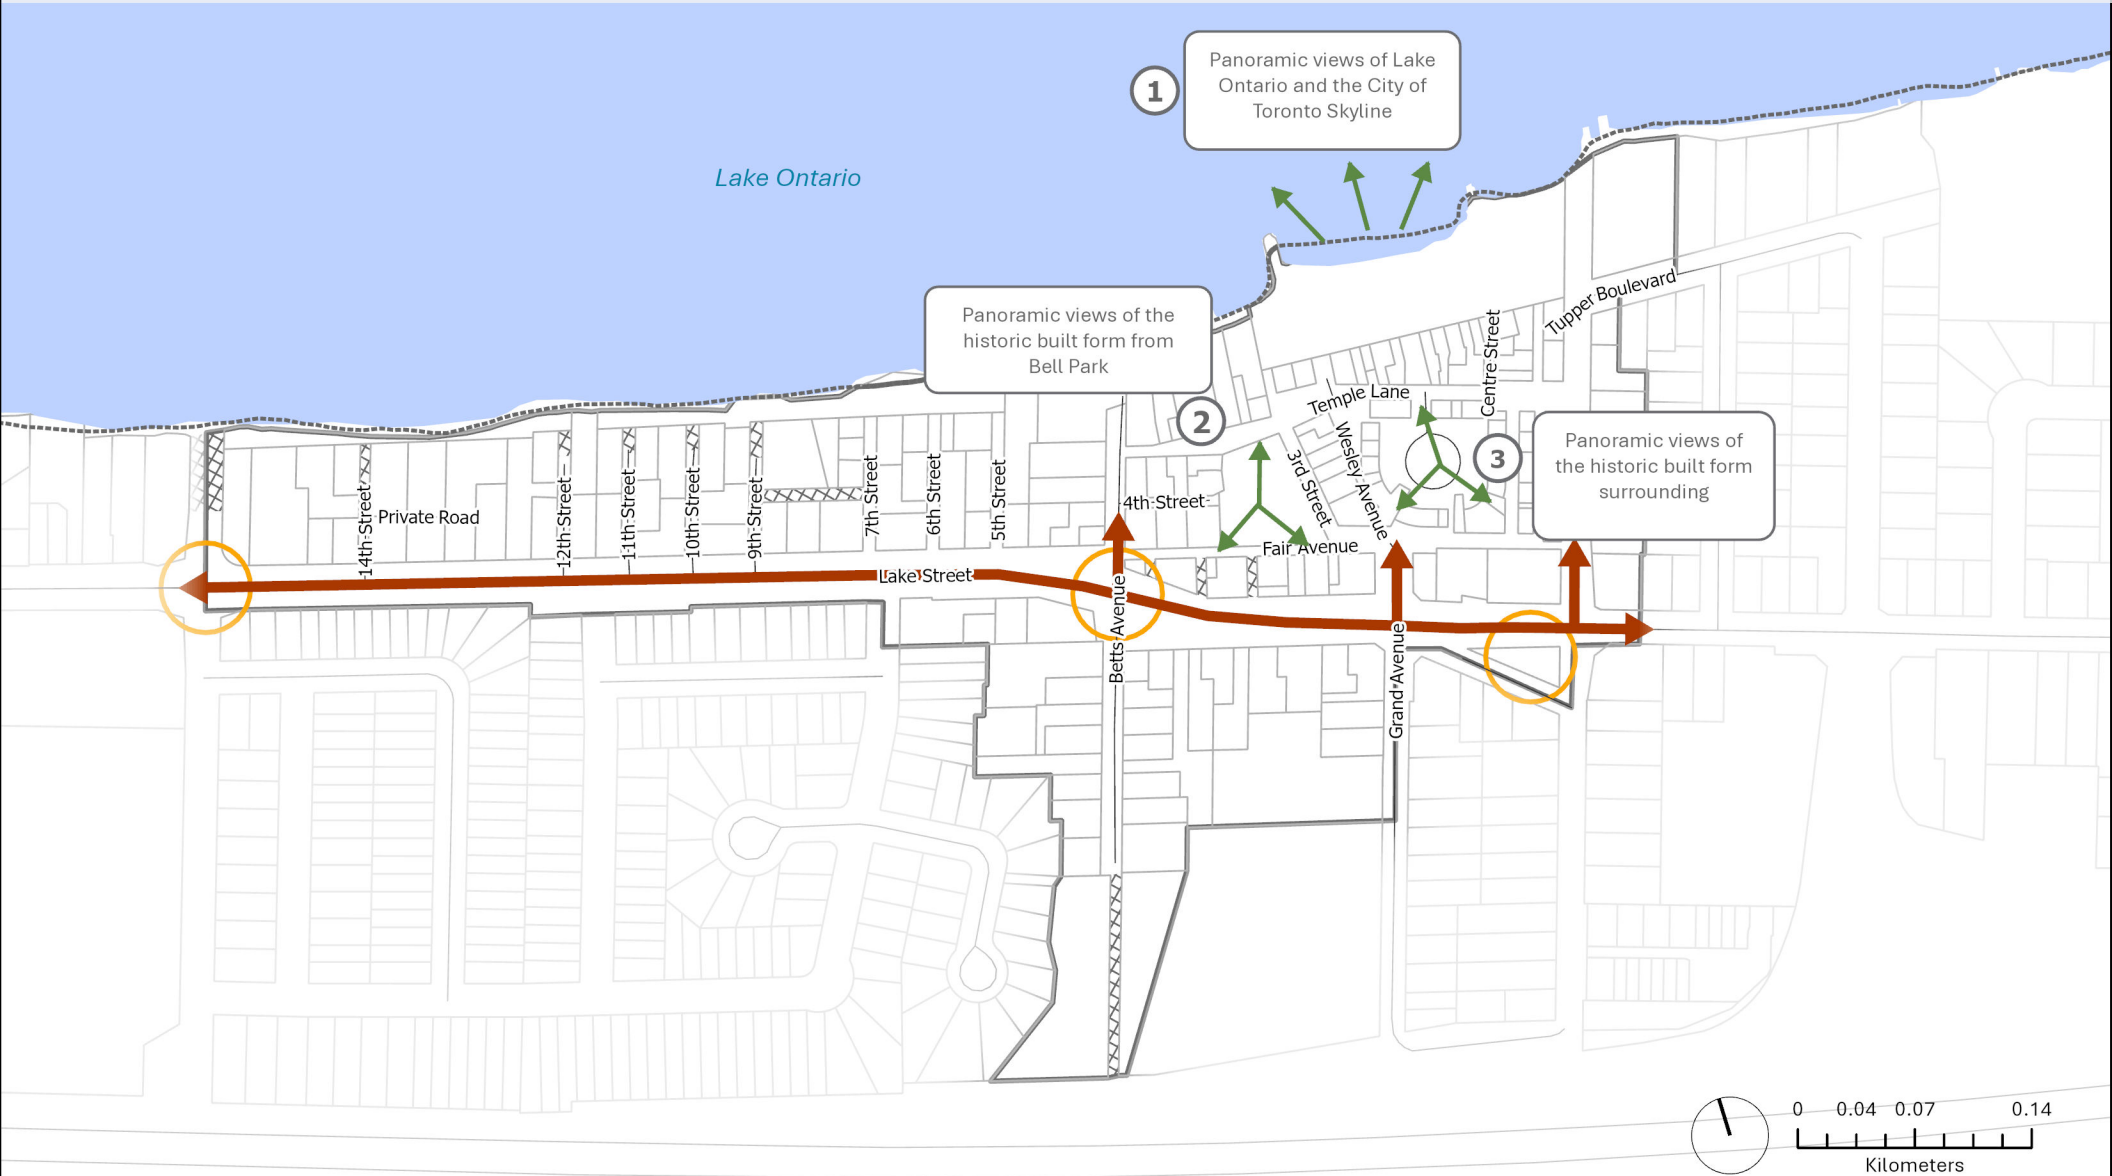 1
Panoramic views of Lake
Ontario and the City of
Toronto Skyline
Lake Ontario
Tupper Boulevard
Panoramic views of the
historic built form from
Bell Park
2
Centre Street
Temple Lane
Wesley Avenue
3rd Street
3
Panoramic views of
the historic built form
surrounding
14th Street
Private Road
12th Street
11th Street
10th Street
9th Street
7th Street
6th Street
5th Street
4th Street
Fair Avenue
Lake Street
Betts Avenue
Grand Avenue
0 0.04 0.07 0.14
Kilometers